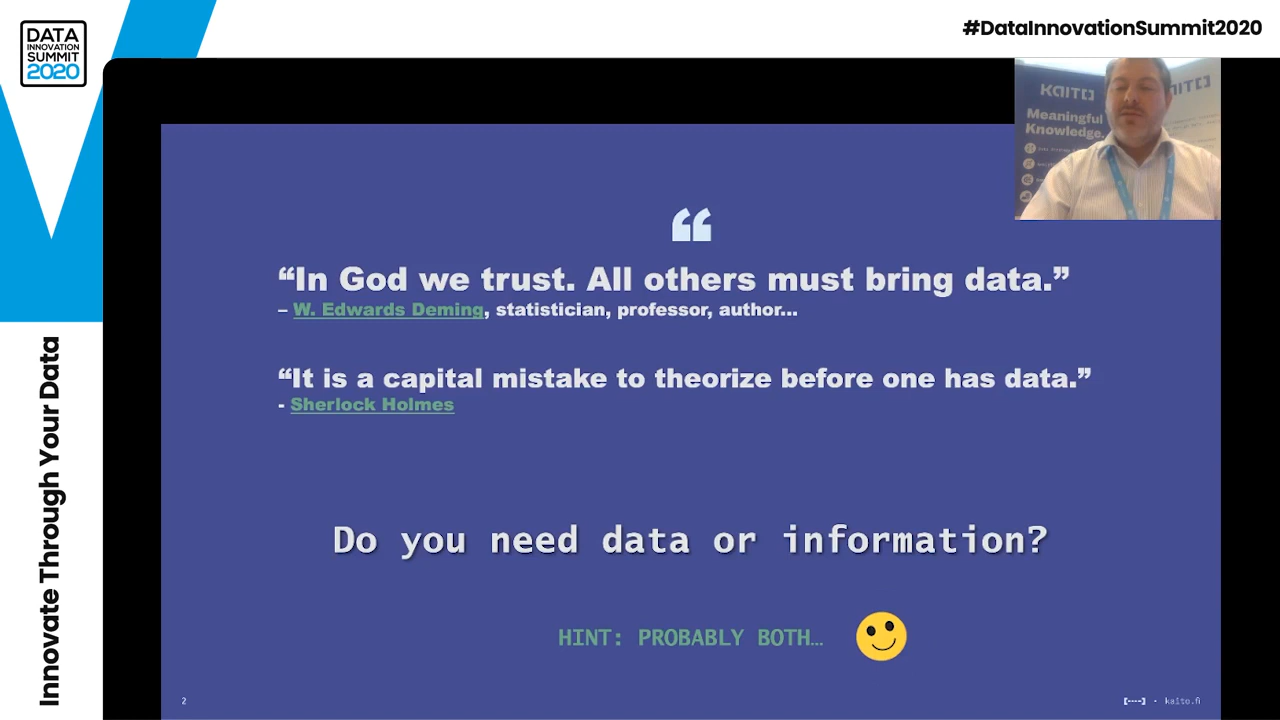 DATA
INNOVATION
SUMMIT
2020
#DataInnovationSummit2020
Innovate Through Your Data
KAITO
Meaningful
Knowledge.
“In God we trust. All others must bring data.”
– W. Edwards Deming, statistician, professor, author...
“It is a capital mistake to theorize before one has data.”
- Sherlock Holmes
Do you need data or information?
HINT: PROBABLY BOTH…
2
[----] - kaito.fi